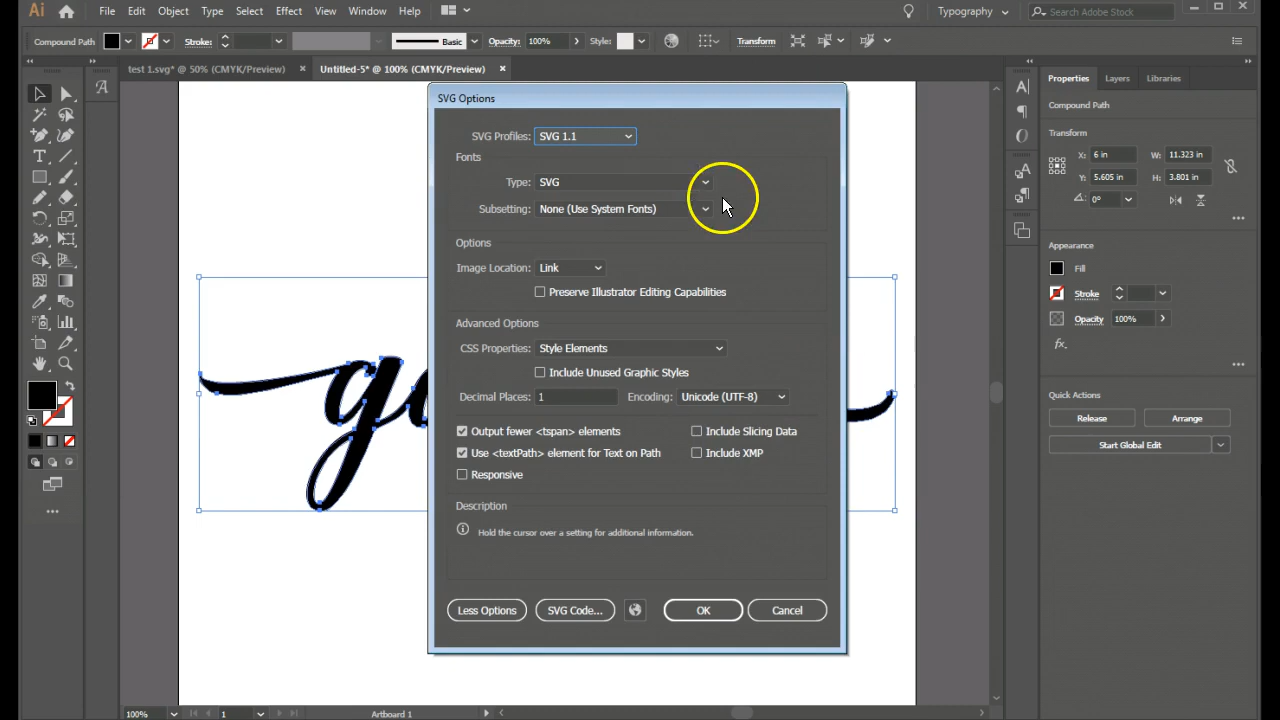 Ai File Edit Object Type Select Effect View Window Help Typography Search Adobe Stock
Compound Path Stroke: Basic Opacity: 100% Style: Transform
test 1.svg* @ 50% (CMYK/Preview) × Untitled-5* @ 100% (CMYK/Preview) ×
SVG Options
SVG Profiles: SVG 1.1
Fonts
Type: SVG
Subsetting: None (Use System Fonts)
Options
Image Location: Link
Preserve Illustrator Editing Capabilities
Advanced Options
CSS Properties: Style Elements
Include Unused Graphic Styles
Decimal Places: 1 Encoding: Unicode (UTF-8)
Output fewer <tspan> elements Include Slicing Data
Use <textPath> element for Text on Path Include XMP
Responsive
Description
Hold the cursor over a setting for additional information.
Less Options SVG Code... OK Cancel
Properties Layers Libraries
Compound Path
Transform
X: 6 in W: 11.323 in
Y: 5.605 in H: 3.801 in
0°
Appearance
Fill
Stroke
Opacity 100%
fx.
Quick Actions
Release Arrange
Start Global Edit
100% 1 Artboard 1